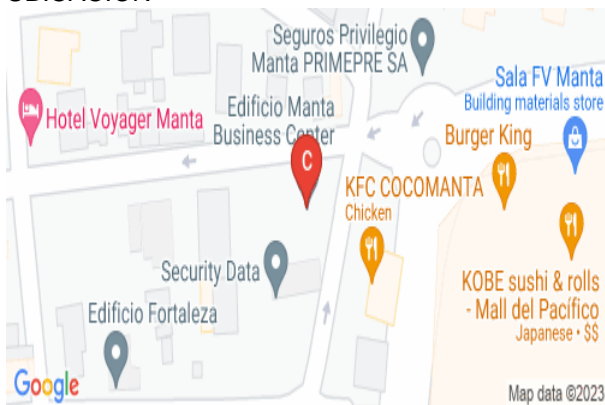 Seguros Privilegio
Manta PRIMEPRE SA
Sala FV Manta
Building materials store
Hotel Voyager Manta
Edificio Manta
Business Center
Burger King
C
KFC COCOMANTA
Chicken
Security Data
KOBE sushi & rolls
- Mall del Pacífico
Japanese • $$
Edificio Fortaleza
Google
Map data ©2023